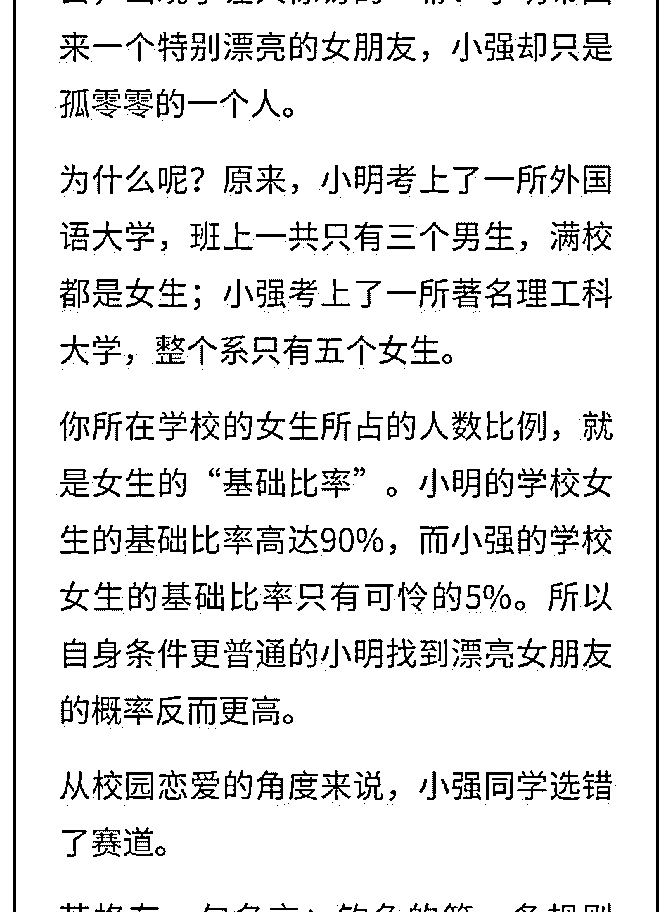 来一个特别漂亮的女朋友，小强却只是
孤零零的一个人。
为什么呢？原来，小明考上了一所外国
语大学，班上一共只有三个男生，满校
都是女生；小强考上了一所著名理工科
大学，整个系只有五个女生。
你所在学校的女生所占的人数比例，就
是女生的“基础比率”。小明的学校女
生的基础比率高达90%，而小强的学校
女生的基础比率只有可怜的5%。所以
自身条件更普通的小明找到漂亮女朋友
的概率反而更高。
从校园恋爱的角度来说，小强同学选错
了赛道。